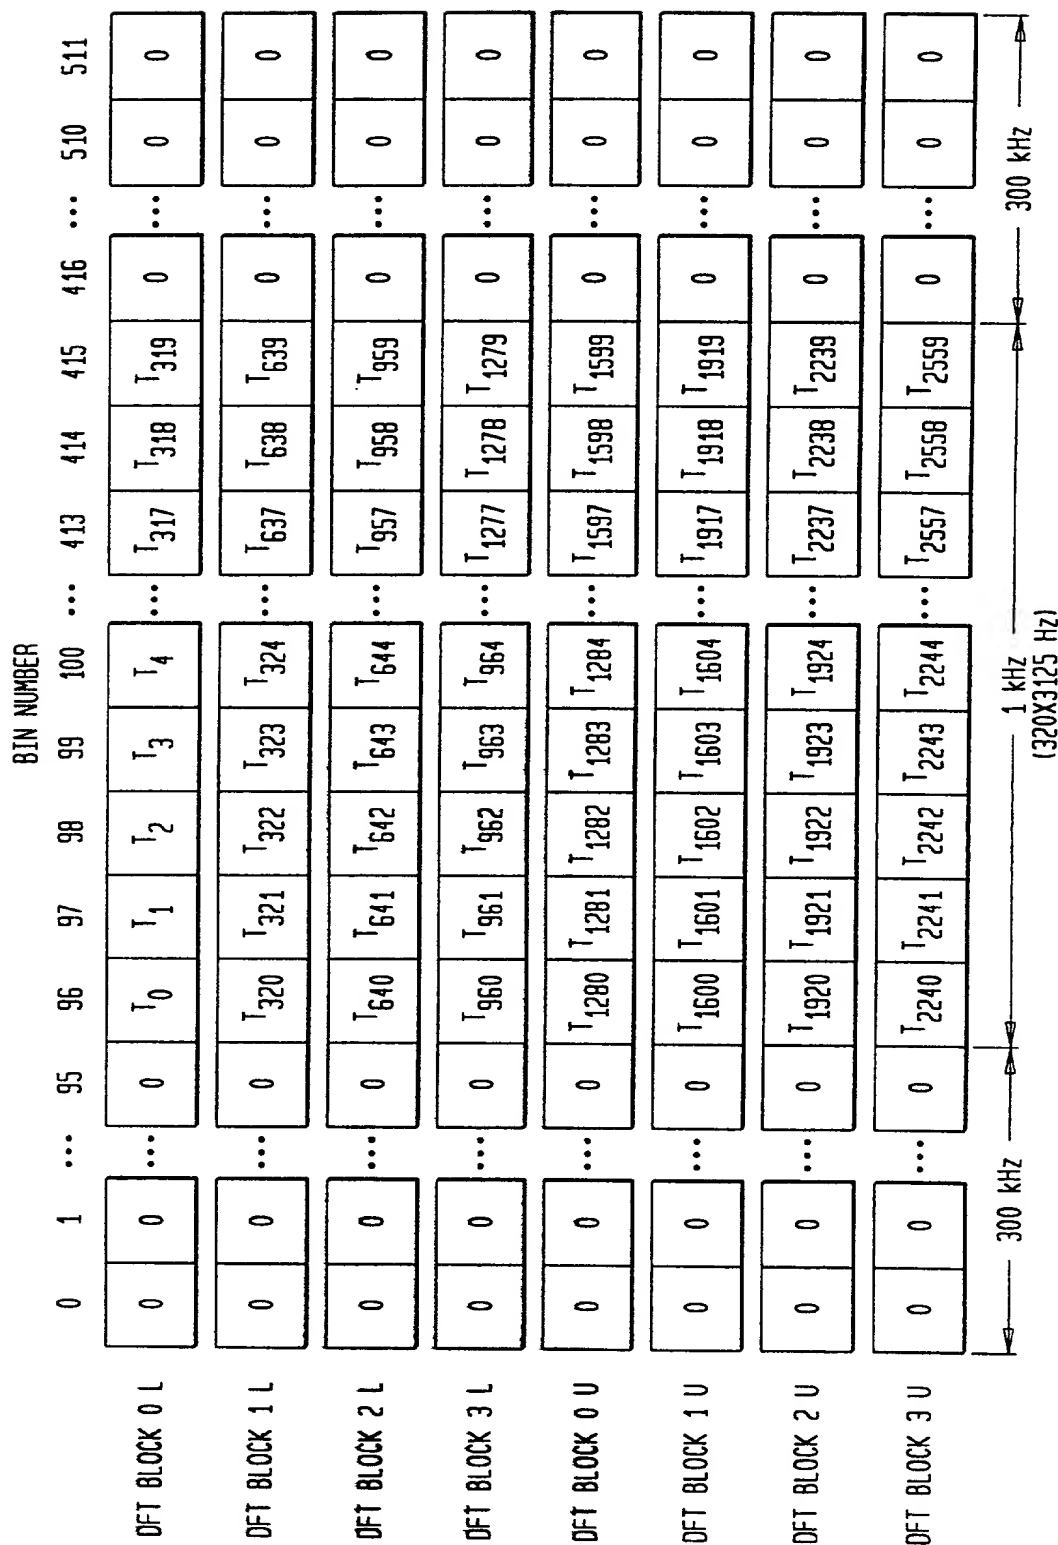 BIN NUMBER
0 1 ... 95 96 97 98 99 100 ... 413 414 415 416 ... 510 511
DFT BLOCK 0 L 0 0 ... 0 T0 T1 T2 T3 T4 ... T317 T318 T319 0 ... 0 0
DFT BLOCK 1 L 0 0 ... 0 T320 T321 T322 T323 T324 ... T637 T638 T639 0 ... 0 0
DFT BLOCK 2 L 0 0 ... 0 T640 T641 T642 T643 T644 ... T957 T958 T959 0 ... 0 0
DFT BLOCK 3 L 0 0 ... 0 T960 T961 T962 T963 T964 ... T1277 T1278 T1279 0 ... 0 0
DFT BLOCK 0 U 0 0 ... 0 T1280 T1281 T1282 T1283 T1284 ... T1597 T1598 T1599 0 ... 0 0
DFT BLOCK 1 U 0 0 ... 0 T1600 T1601 T1602 T1603 T1604 ... T1917 T1918 T1919 0 ... 0 0
DFT BLOCK 2 U 0 0 ... 0 T1920 T1921 T1922 T1923 T1924 ... T2237 T2238 T2239 0 ... 0 0
DFT BLOCK 3 U 0 0 ... 0 T2240 T2241 T2242 T2243 T2244 ... T2557 T2558 T2559 0 ... 0 0
300 kHz 1 kHz 300 kHz
(320X3125 Hz)